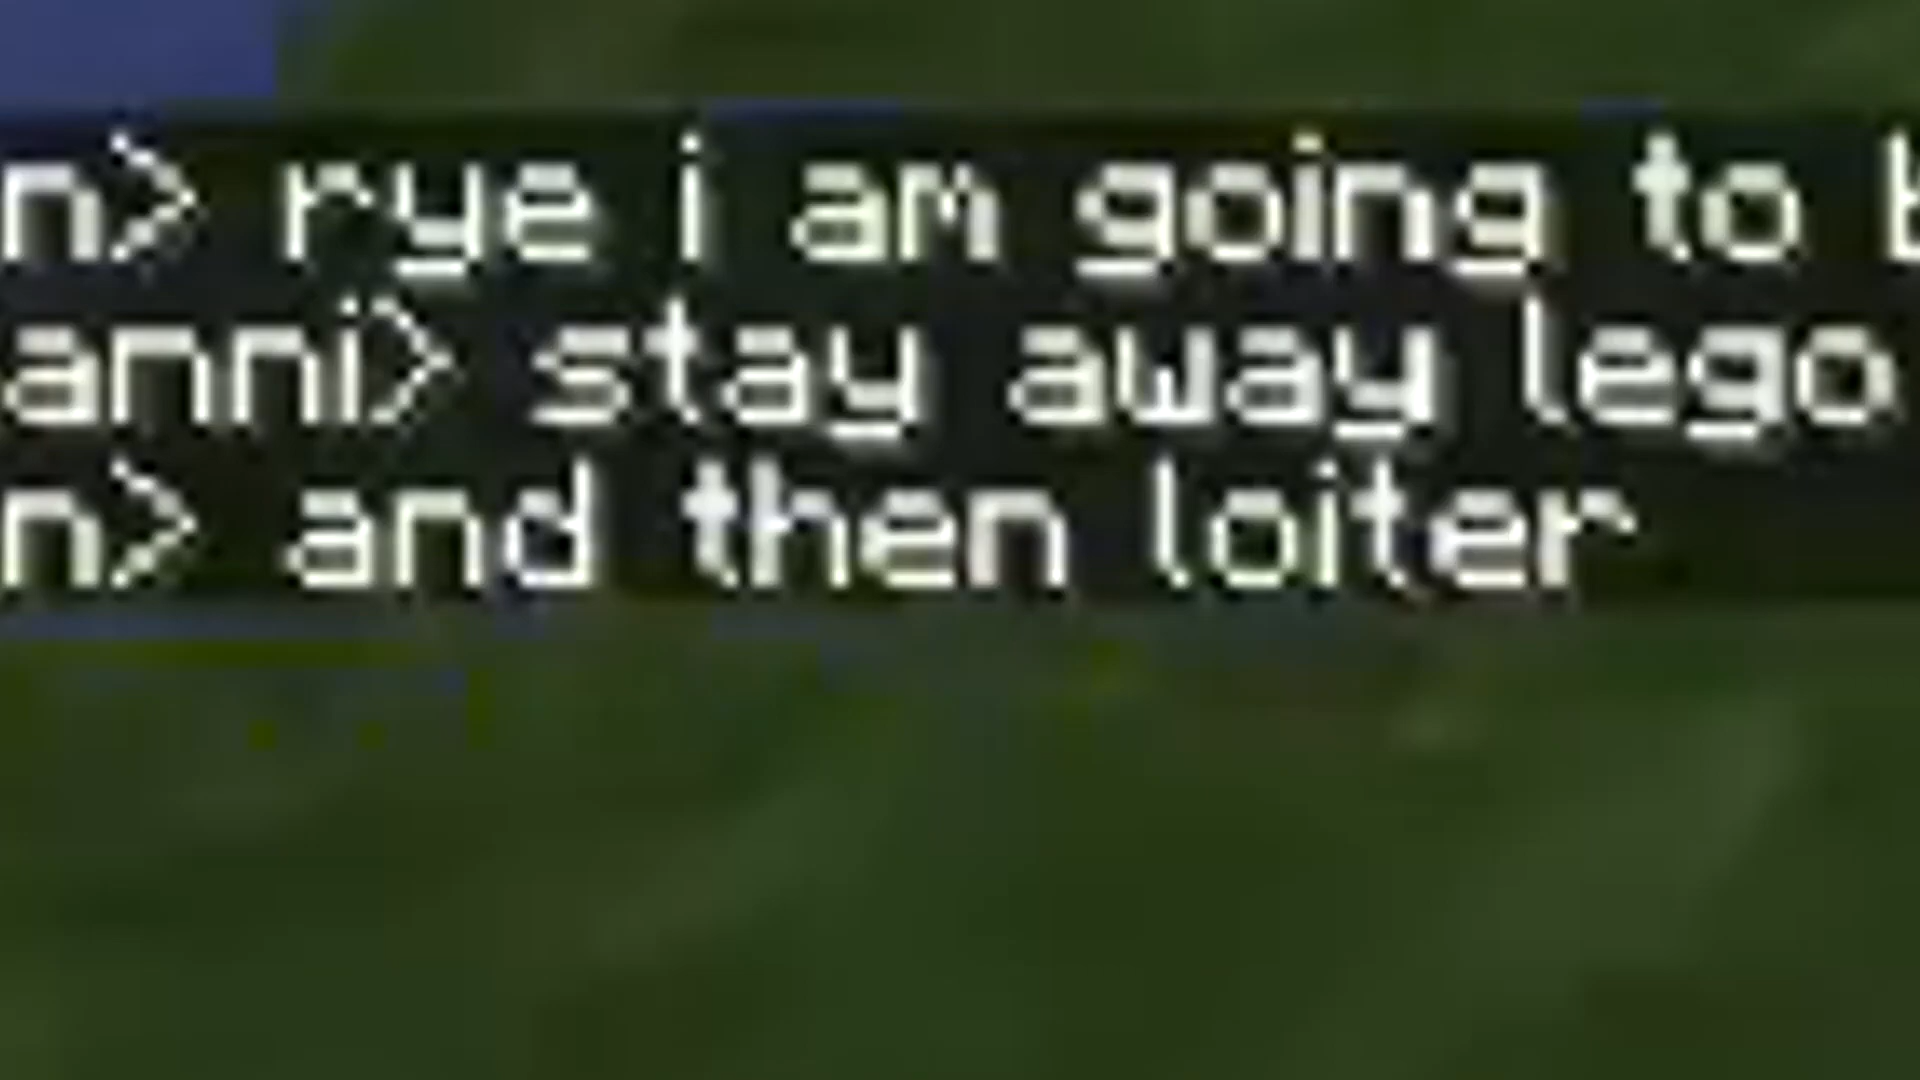 n> rye i am going to b
anni> stay away lego
n> and then loiter